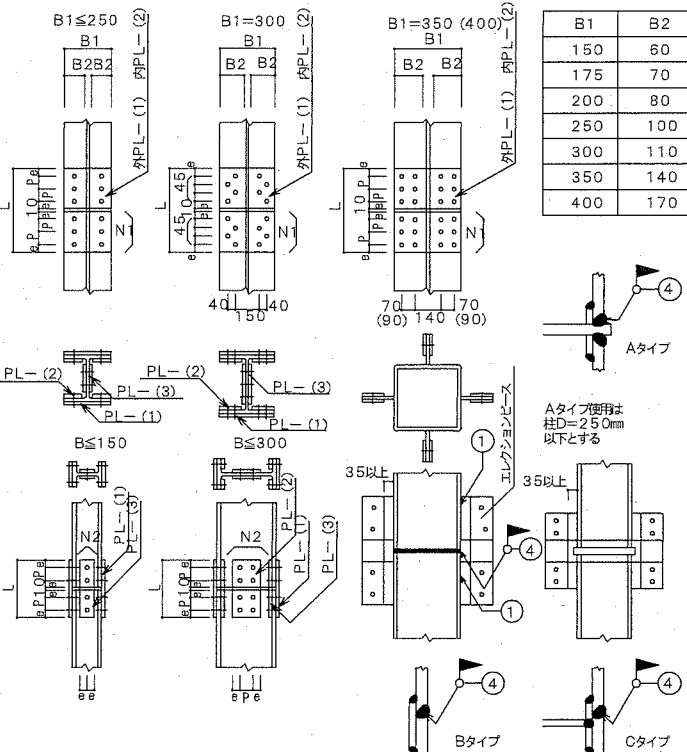 B1≦250
B1
B2 B2
外PL-(1) 内PL-(2)
e
P
e
P
10
e
P
e
P
e
L
N1
B1=300
B1
B2 B2
外PL-(1) 内PL-(2)
e
45
10
45
e
L
N1
40 40
150
B1=350 (400)
B1
B2 B2
外PL-(1) 内PL-(2)
e
P
10
e
P
e
L
N1
70 70
(90) 140 (90)
B1 B2
150 60
175 70
200 80
250 100
300 110
350 140
400 170
4
Aタイプ
Aタイプ使用は
柱D=250mm
以下とする
PL-(2)
PL-(3)
PL-(1)
PL-(2)
PL-(3)
PL-(1)
B≦150
N2
PL-(1)
PL-(3)
L
e
P
10
e
P
e
e e
B≦300
N2
PL-(2)
PL-(1)
PL-(3)
L
e
P
10
e
P
e
e P e
エレクションピース
35以上
1
4
1
35以上
4
Bタイプ
4
Cタイプ